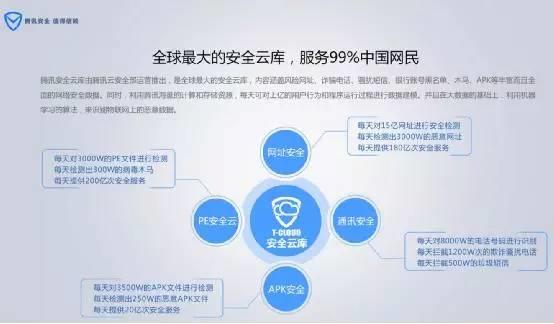 腾讯安全 值得信赖
全球最大的安全云库，服务99%中国网民
腾讯安全云库由腾讯云安全部运营推出，是全球最大的安全云库，内容涵盖风险网址、诈骗电话、骚扰短信、银行账号黑名单、木马、APK等丰富而且全
面的网络安全数据。同时，利用腾讯海量的计算和存储资源，每天可对上亿的用户行为和程序运行过程进行数据建模。并且在大数据的基础上，利用机器
学习的算法，来识别物联网上的恶意数据。
网址安全
每天对15亿网址进行安全检测
每天检测出3000W的恶意网址
每天提供180亿次安全服务
每天对3000W的PE文件进行检测
每天检测出300W的病毒木马
每天提供200亿次安全服务
PE安全云
T-CLOUD
安全云库
通讯安全
每天对8000W的电话号码进行识别
每天拦截1200W次的欺诈骚扰电话
每天拦截500W的垃圾短信
每天对3500W的APK文件进行检测
每天检测出250W的恶意APK文件
每天提供20亿次安全服务
APK安全